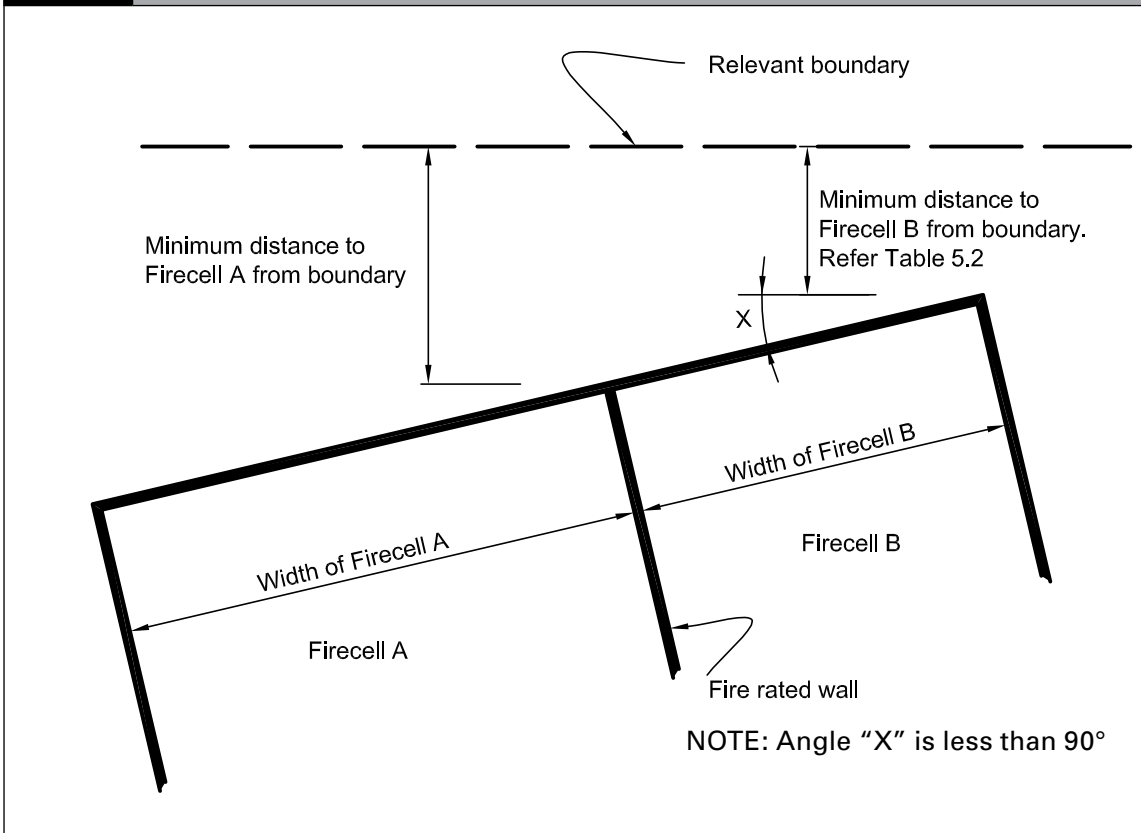 Relevant boundary
Minimum distance to
Firecell A from boundary
Minimum distance to
Firecell B from boundary.
Refer Table 5.2
X
Width of Firecell B
Width of Firecell A
Firecell B
Firecell A
Fire rated wall
NOTE: Angle “X” is less than 90°